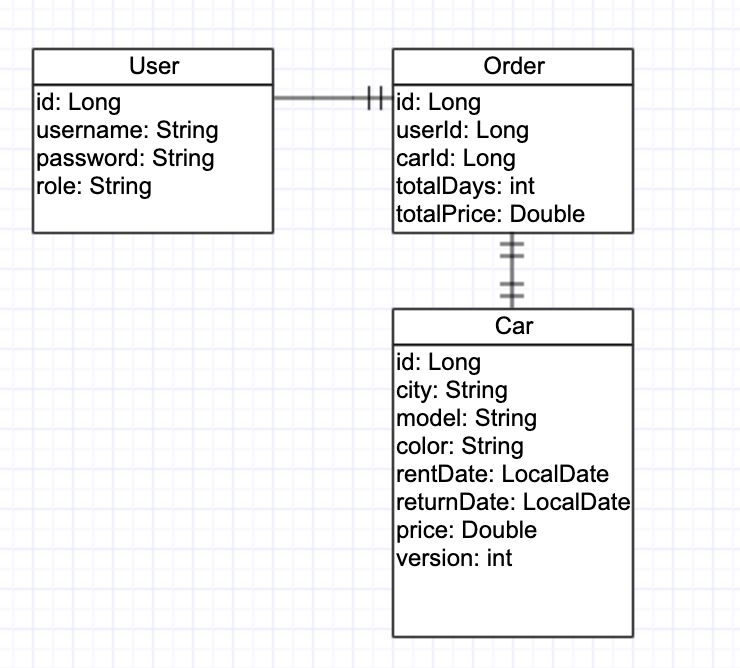 User
id: Long
username: String
password: String
role: String
Order
id: Long
userId: Long
carId: Long
totalDays: int
totalPrice: Double
Car
id: Long
city: String
model: String
color: String
rentDate: LocalDate
returnDate: LocalDate
price: Double
version: int